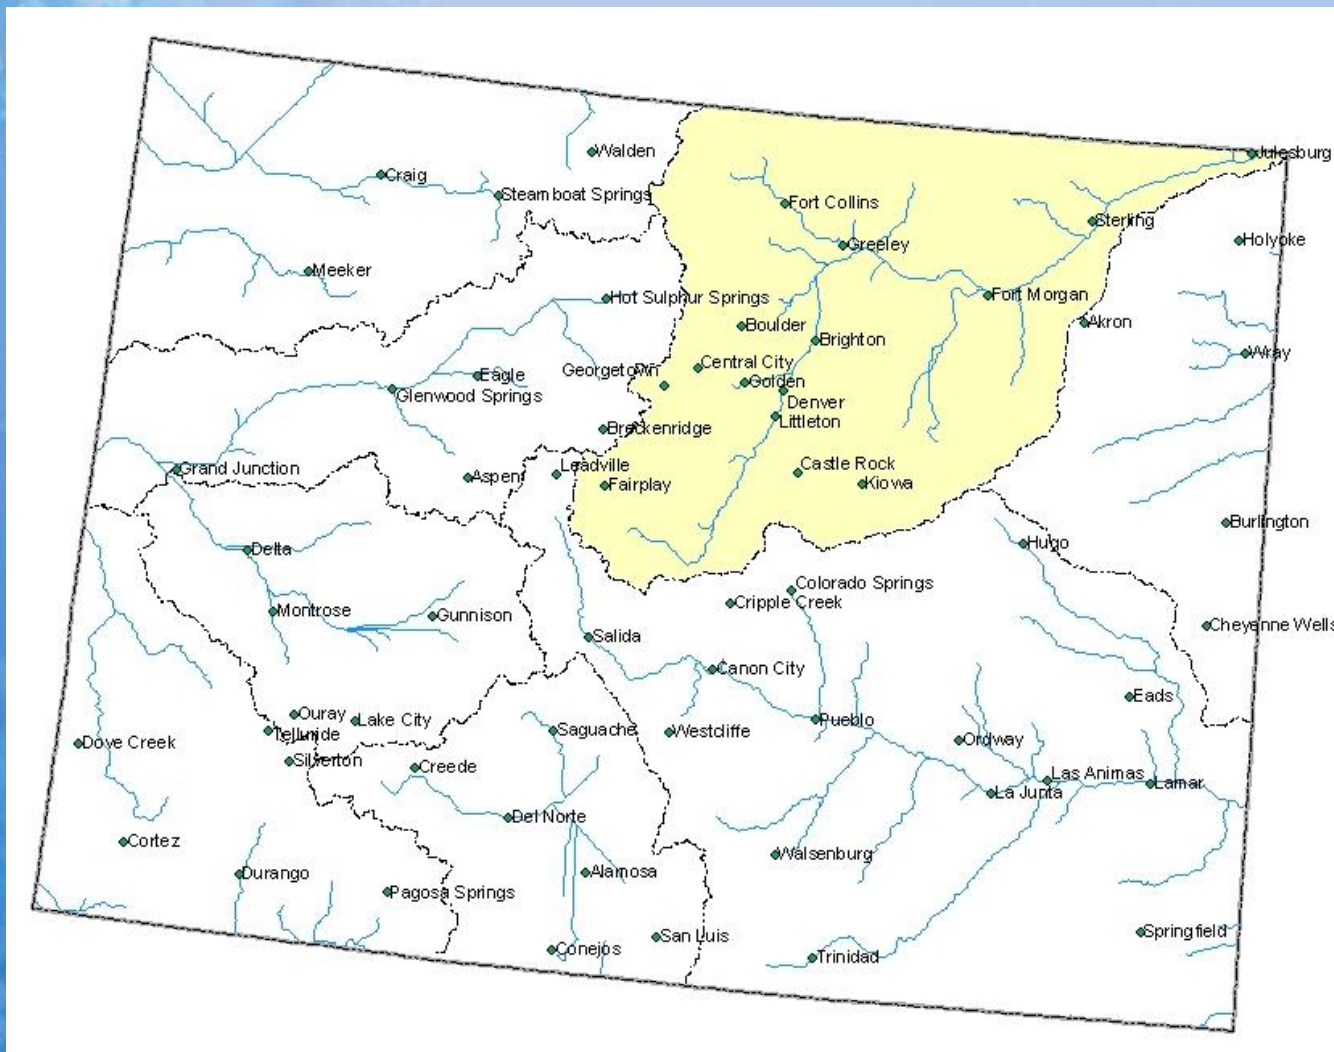 Julesburg
Walden
Craig
Steamboat Springs
Fort Collins
Sterling
Greeley
Holyoke
Meeker
Hot Sulphur Springs
Fort Morgan
Boulder
Akron
Brighton
Wray
Central City
Georgetown
Eagle
Golden
Glenwood Springs
Denver
Littleton
Breckenridge
Leadville
Castle Rock
Grand Junction
Aspen
Fairplay
Kiowa
Burlington
Delta
Hugo
Colorado Springs
Cripple Creek
Montrose
Gunnison
Cheyenne Wells
Salida
Canon City
Eads
Ouray
Lake City
Pueblo
Telluride
Saguache
Westcliffe
Ordway
Dove Creek
Silverton
Creede
Las Animas
Lamar
La Junta
Del Norte
Cortez
Walsenburg
Durango
Alamosa
Pagosa Springs
Springfield
San Luis
Conejos
Trinidad